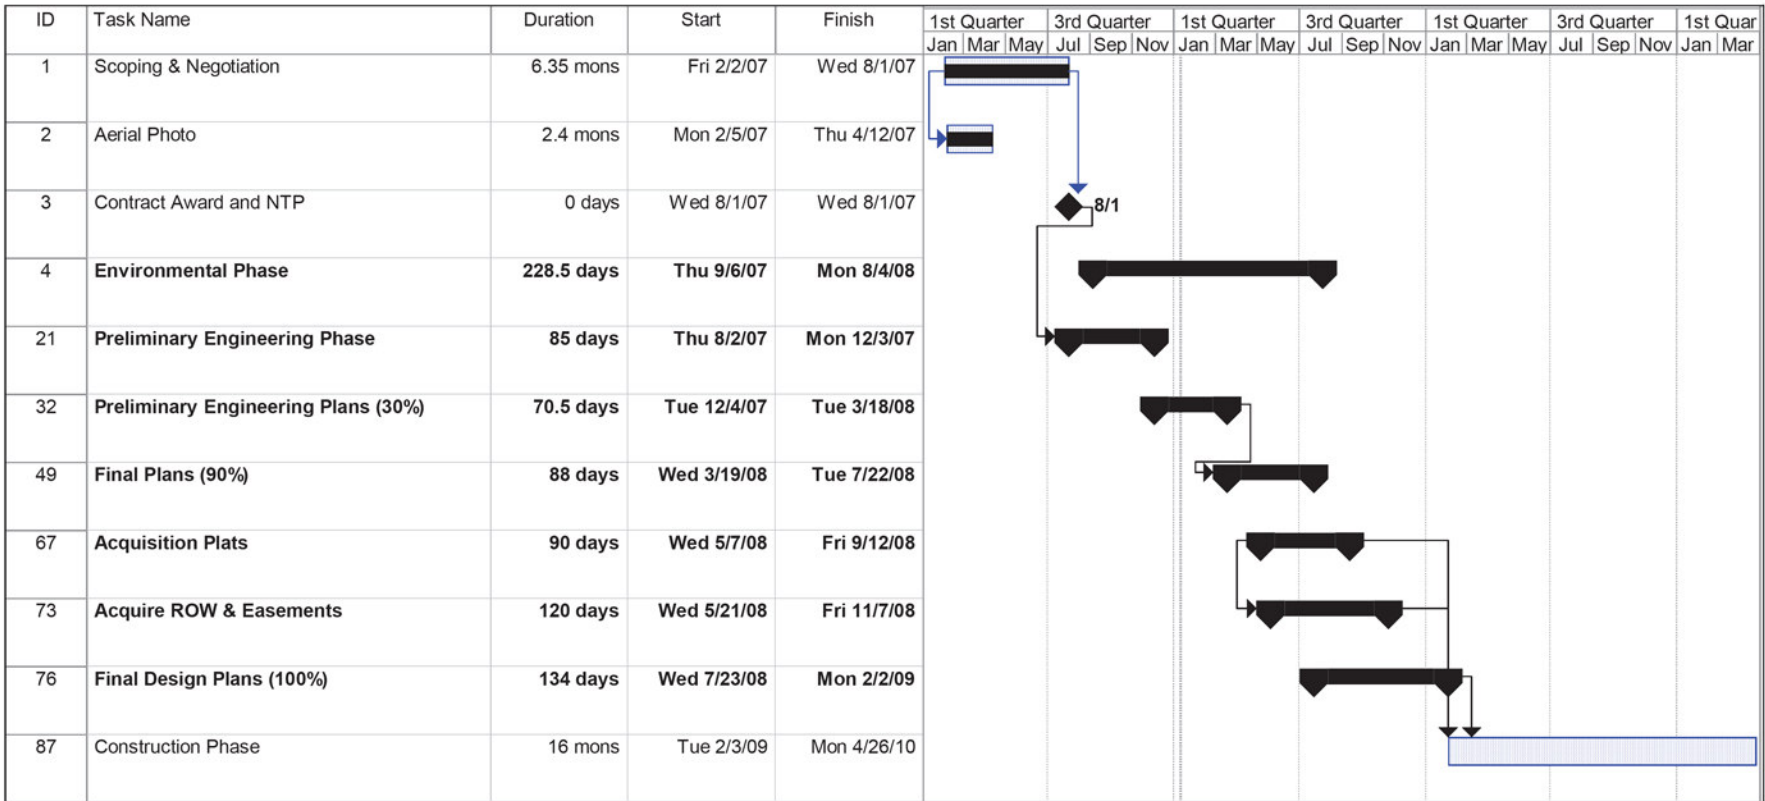 ID Task Name Duration Start Finish 1st Quarter 3rd Quarter 1st Quarter 3rd Quarter 1st Quarter 3rd Quarter 1st Quar
Jan Mar May Jul Sep Nov Jan Mar May Jul Sep Nov Jan Mar May Jul Sep Nov Jan Mar
1 Scoping & Negotiation 6.35 mons Fri 2/2/07 Wed 8/1/07
2 Aerial Photo 2.4 mons Mon 2/5/07 Thu 4/12/07
3 Contract Award and NTP 0 days Wed 8/1/07 Wed 8/1/07 8/1
4 Environmental Phase 228.5 days Thu 9/6/07 Mon 8/4/08
21 Preliminary Engineering Phase 85 days Thu 8/2/07 Mon 12/3/07
32 Preliminary Engineering Plans (30%) 70.5 days Tue 12/4/07 Tue 3/18/08
49 Final Plans (90%) 88 days Wed 3/19/08 Tue 7/22/08
67 Acquisition Plats 90 days Wed 5/7/08 Fri 9/12/08
73 Acquire ROW & Easements 120 days Wed 5/21/08 Fri 11/7/08
76 Final Design Plans (100%) 134 days Wed 7/23/08 Mon 2/2/09
87 Construction Phase 16 mons Tue 2/3/09 Mon 4/26/10